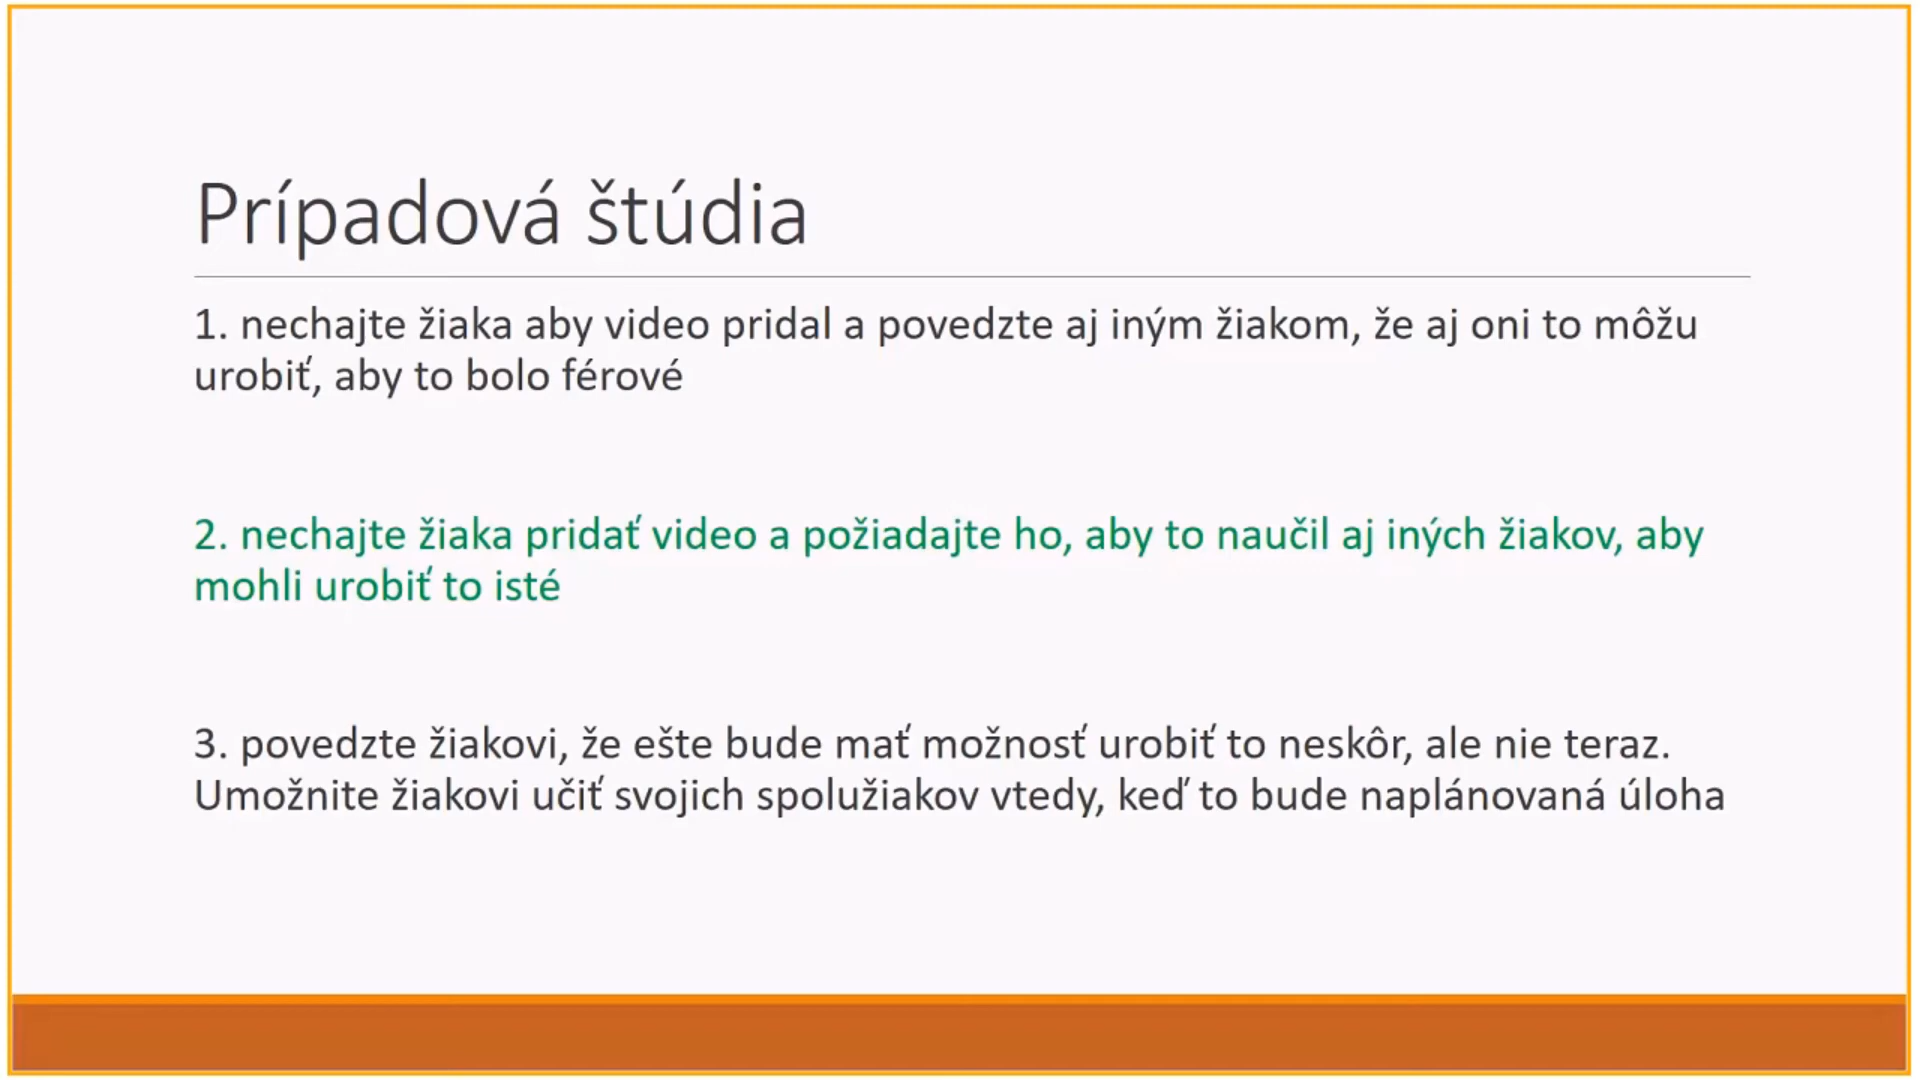 Prípadová štúdia
1. nechajte žiaka aby video pridal a povedzte aj iným žiakom, že aj oni to môžu
urobiť, aby to bolo férové
2. nechajte žiaka pridať video a požiadajte ho, aby to naučil aj iných žiakov, aby
mohli urobiť to isté
3. povedzte žiakovi, že ešte bude mať možnosť urobiť to neskôr, ale nie teraz.
Umožnite žiakovi učiť svojich spolužiakov vtedy, keď to bude naplánovaná úloha